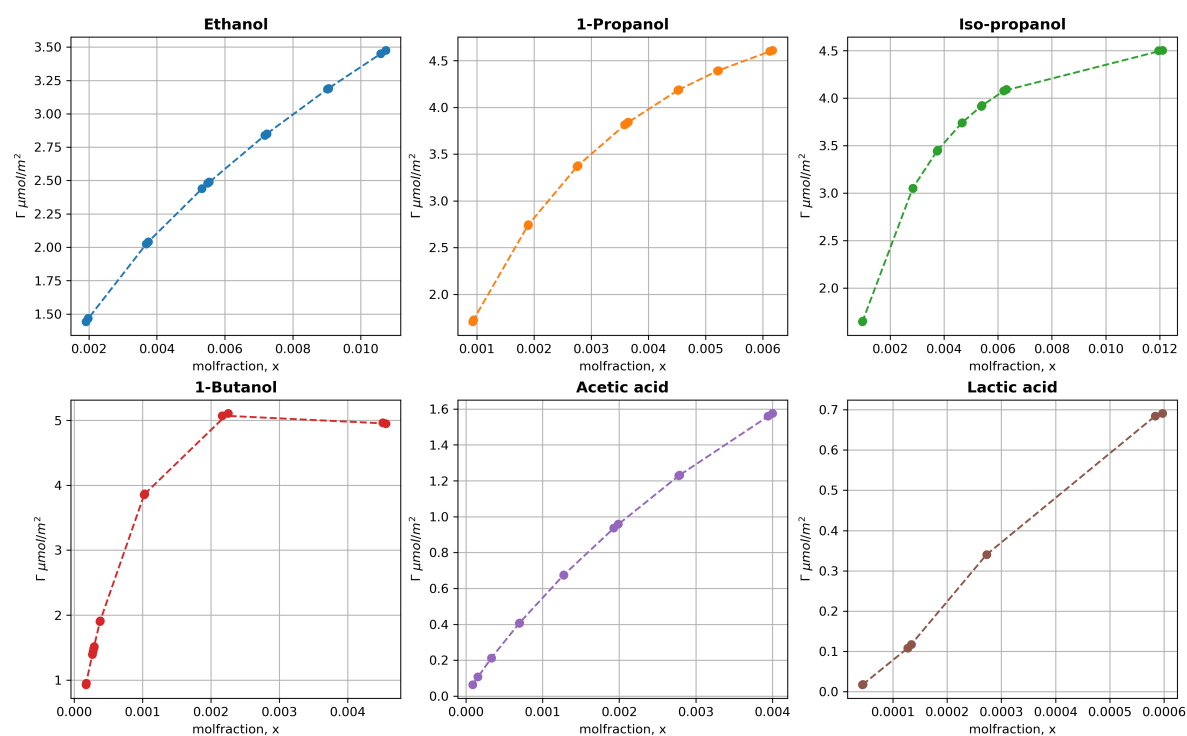 Ethanol
Γ μmol/m²
3.50
3.25
3.00
2.75
2.50
2.25
2.00
1.75
1.50
0.002 0.004 0.006 0.008 0.010
molfraction, x
1-Propanol
Γ μmol/m²
4.5
4.0
3.5
3.0
2.5
2.0
0.001 0.002 0.003 0.004 0.005 0.006
molfraction, x
Iso-propanol
Γ μmol/m²
4.5
4.0
3.5
3.0
2.5
2.0
0.002 0.004 0.006 0.008 0.010 0.012
molfraction, x
1-Butanol
Γ μmol/m²
5
4
3
2
1
0.000 0.001 0.002 0.003 0.004
molfraction, x
Acetic acid
Γ μmol/m²
1.6
1.4
1.2
1.0
0.8
0.6
0.4
0.2
0.0
0.000 0.001 0.002 0.003 0.004
molfraction, x
Lactic acid
Γ μmol/m²
0.7
0.6
0.5
0.4
0.3
0.2
0.1
0.0
0.0001 0.0002 0.0003 0.0004 0.0005 0.0006
molfraction, x